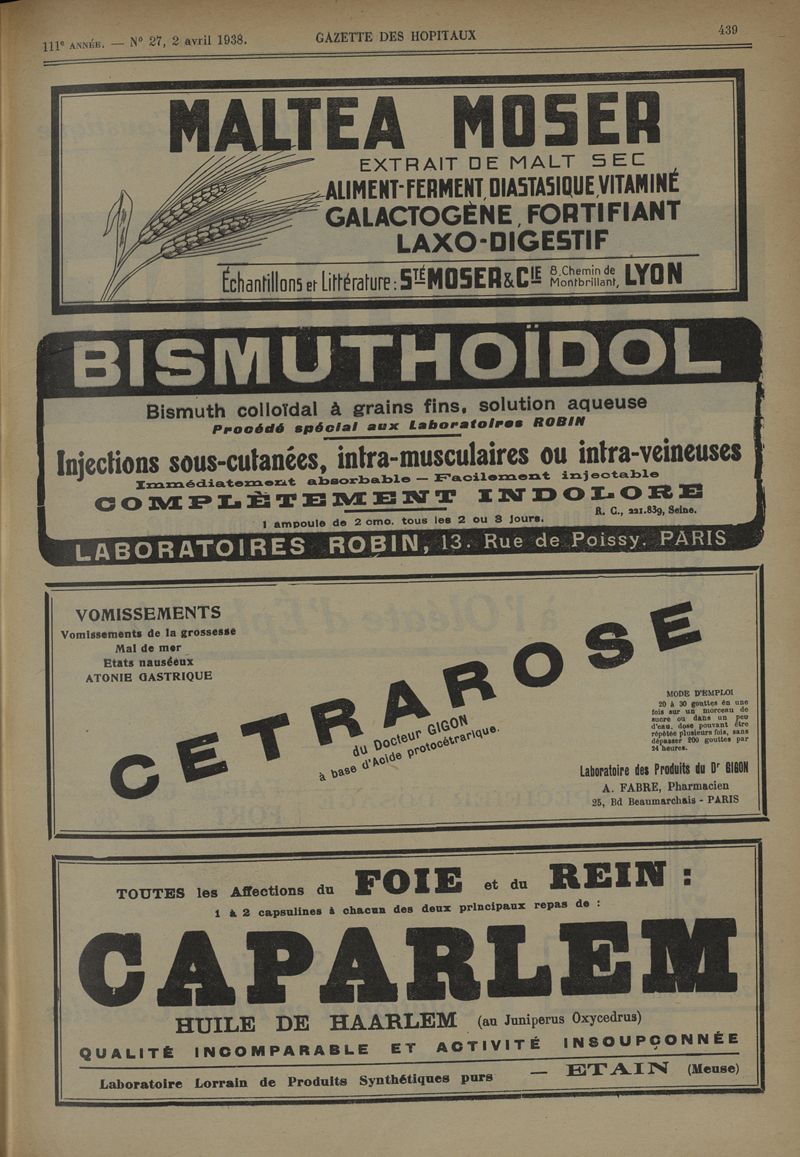 111e ANNÉE. — N° 27, 2 avril 1938.
GAZETTE DES HOPITAUX
439
MALTEA MOSER
EXTRAIT DE MALT SEC
ALIMENT-FERMENT, DIASTASIQUE, VITAMINÉ
GALACTOGÈNE, FORTIFIANT
LAXO-DIGESTIF
Échantillons et Littérature : STÉ MOSER & CIE 8, Chemin de Montbrillant, LYON
BISMUTHOÏDOL
Bismuth colloïdal à grains fins, solution aqueuse
Procédé spécial aux Laboratoires ROBIN
Injections sous-cutanées, intra-musculaires ou intra-veineuses
Immédiatement absorbable — Facilement injectable
COMPLÈTEMENT INDOLORE
R. C., 221.839, Seine.
1 ampoule de 2 cmc. tous les 2 ou 3 jours.
LABORATOIRES ROBIN, 13. Rue de Poissy. PARIS
VOMISSEMENTS
Vomissements de la grossesse
Mal de mer
Etats nauséeux
ATONIE GASTRIQUE
CETRAROSE
du Docteur GIGON
à base d'Acide protocétrarique.
MODE D'EMPLOI
20 à 30 gouttes en une
fois sur un morceau de
sucre ou dans un peu
d'eau, dose pouvant être
répétée plusieurs fois, sans
dépasser 200 gouttes par
24 heures.
Laboratoire des Produits du Dr GIGON
A. FABRE, Pharmacien
25, Bd Beaumarchais - PARIS
TOUTES les Affections du FOIE et du REIN :
1 à 2 capsulines à chacun des deux principaux repas de :
CAPARLEM
HUILE DE HAARLEM (au Juniperus Oxycedrus)
QUALITÉ INCOMPARABLE ET ACTIVITÉ INSOUPÇONNÉE
Laboratoire Lorrain de Produits Synthétiques purs — ETAIN (Meuse)